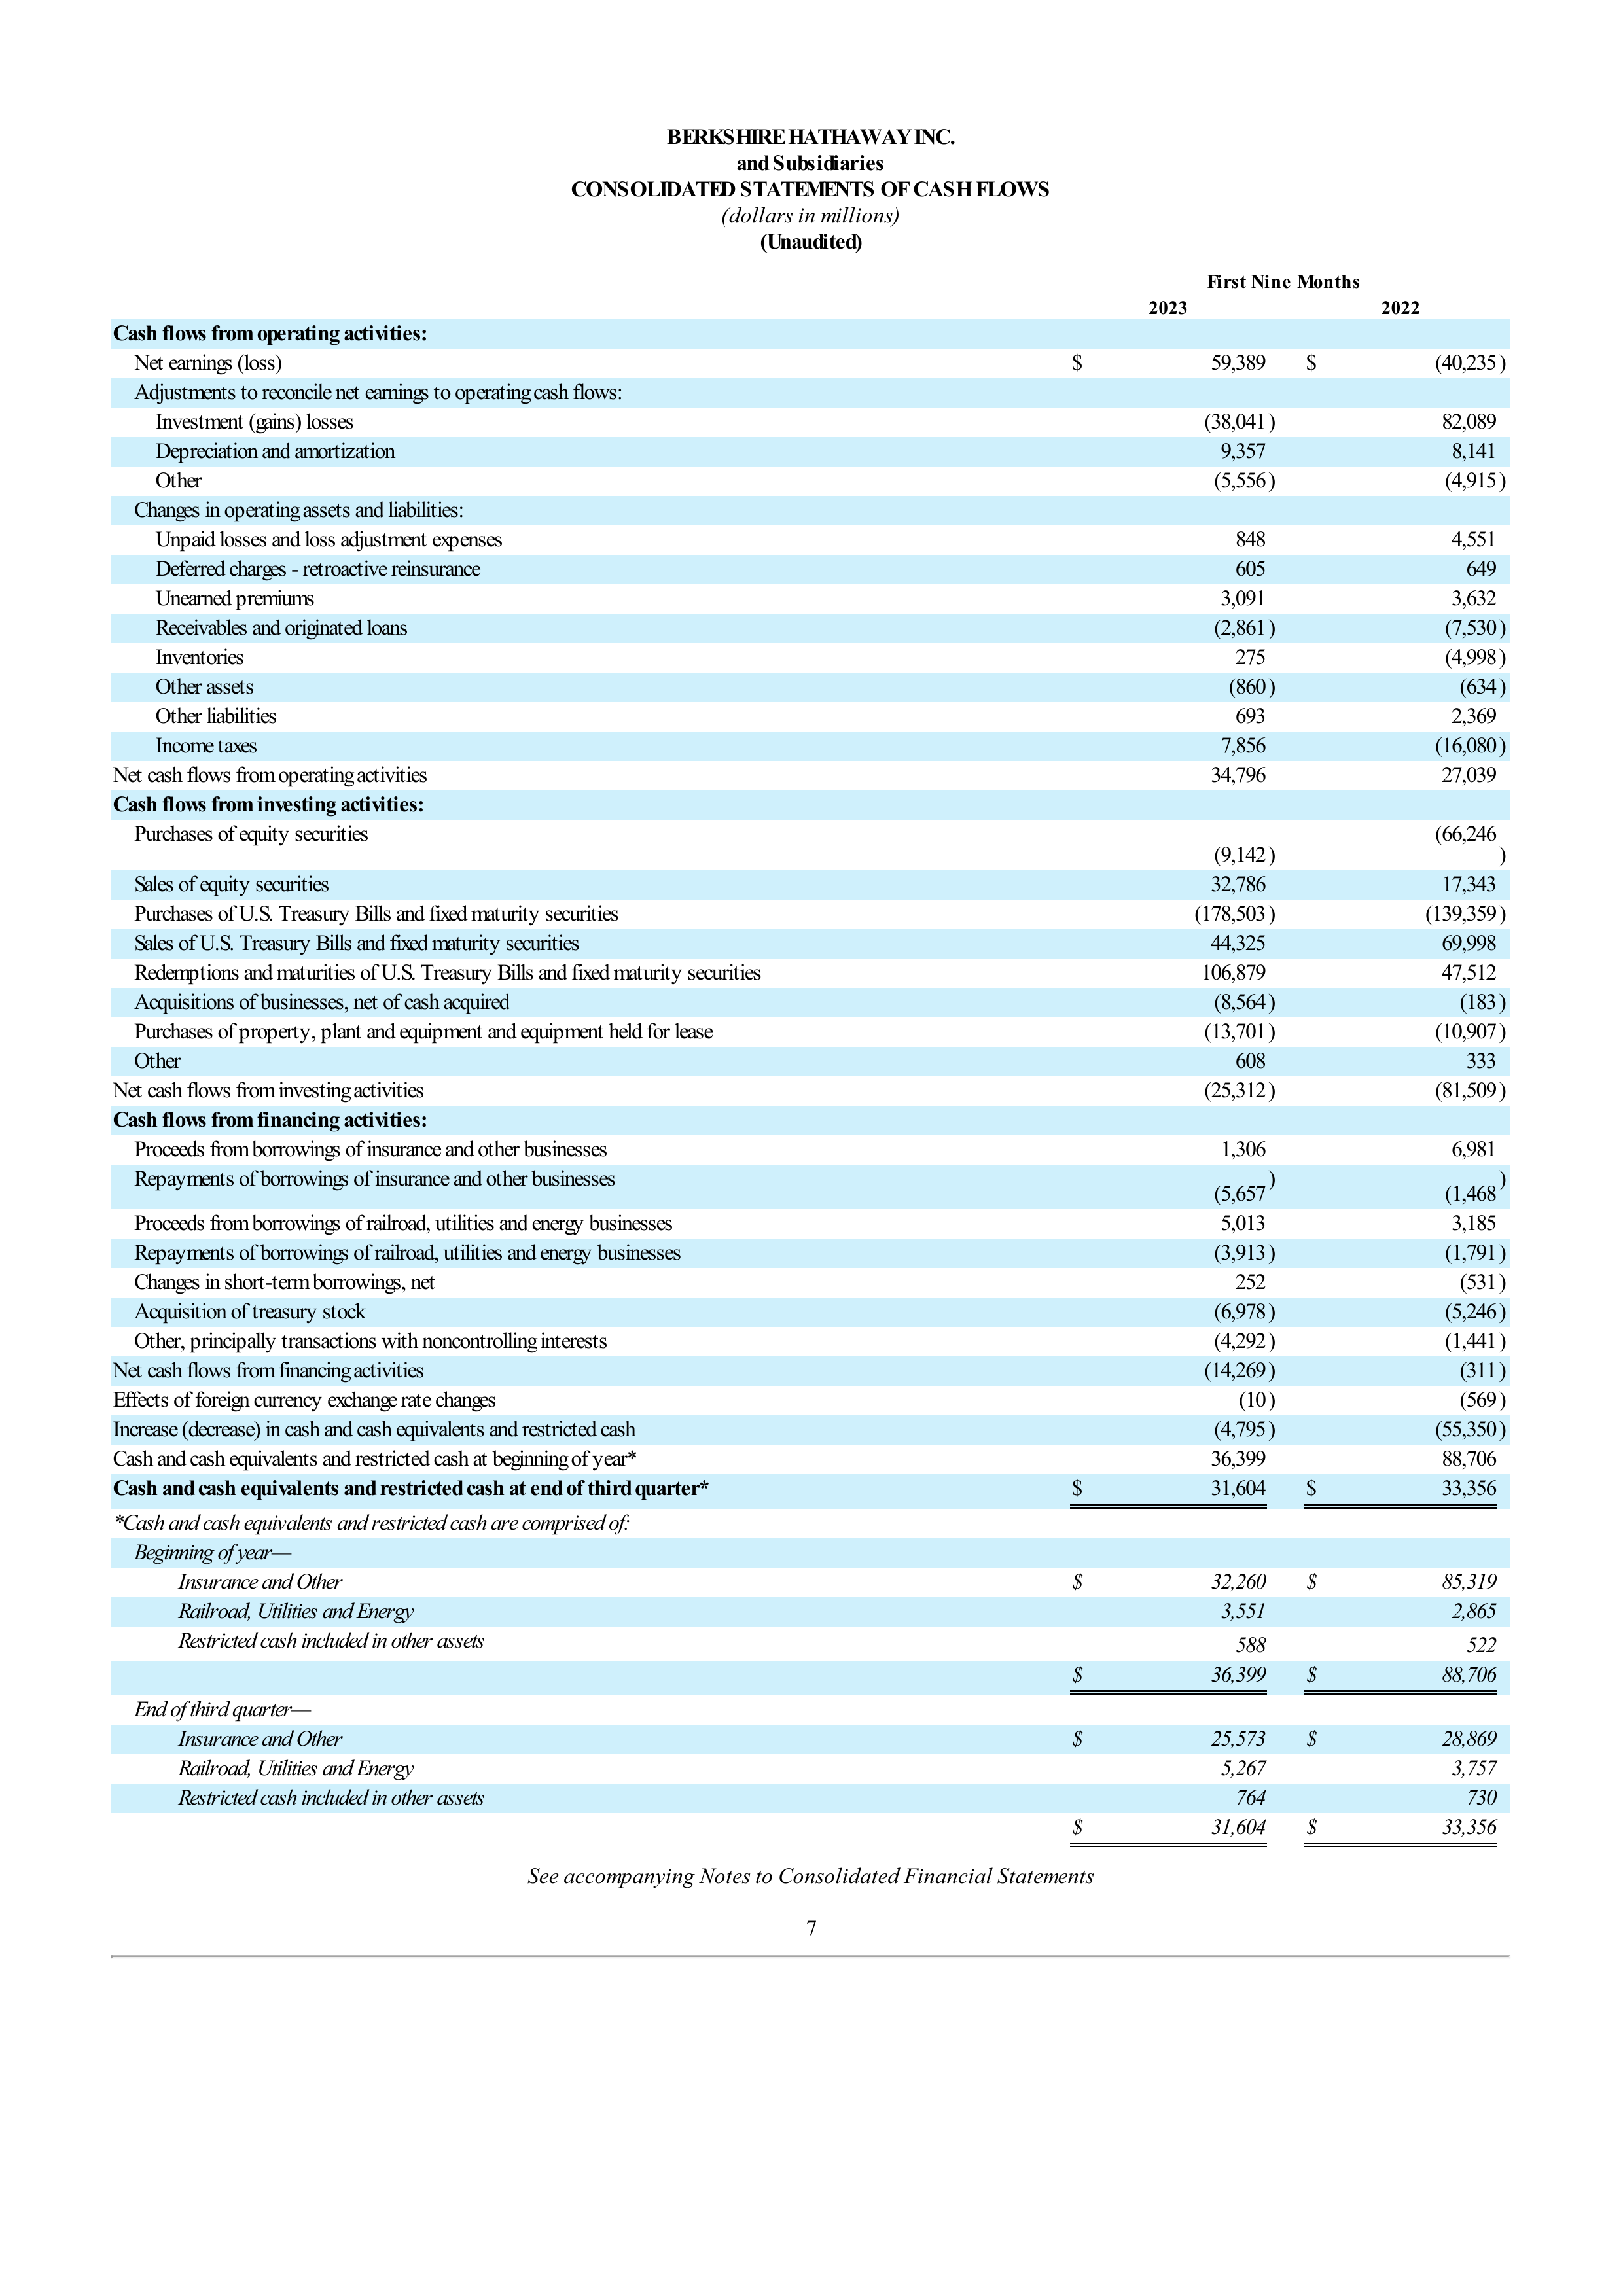 BERKSHIRE HATHAWAY INC.
and Subsidiaries
CONSOLIDATED STATEMENTS OF CASH FLOWS
(dollars in millions)
(Unaudited)
First Nine Months
2023 2022
Cash flows from operating activities:
Net earnings (loss) $ 59,389 $ (40,235)
Adjustments to reconcile net earnings to operating cash flows:
Investment (gains) losses (38,041) 82,089
Depreciation and amortization 9,357 8,141
Other (5,556) (4,915)
Changes in operating assets and liabilities:
Unpaid losses and loss adjustment expenses 848 4,551
Deferred charges - retroactive reinsurance 605 649
Unearned premiums 3,091 3,632
Receivables and originated loans (2,861) (7,530)
Inventories 275 (4,998)
Other assets (860) (634)
Other liabilities 693 2,369
Income taxes 7,856 (16,080)
Net cash flows from operating activities 34,796 27,039
Cash flows from investing activities:
Purchases of equity securities (9,142) (66,246)
Sales of equity securities 32,786 17,343
Purchases of U.S. Treasury Bills and fixed maturity securities (178,503) (139,359)
Sales of U.S. Treasury Bills and fixed maturity securities 44,325 69,998
Redemptions and maturities of U.S. Treasury Bills and fixed maturity securities 106,879 47,512
Acquisitions of businesses, net of cash acquired (8,564) (183)
Purchases of property, plant and equipment and equipment held for lease (13,701) (10,907)
Other 608 333
Net cash flows from investing activities (25,312) (81,509)
Cash flows from financing activities:
Proceeds from borrowings of insurance and other businesses 1,306 6,981
Repayments of borrowings of insurance and other businesses (5,657) (1,468)
Proceeds from borrowings of railroad, utilities and energy businesses 5,013 3,185
Repayments of borrowings of railroad, utilities and energy businesses (3,913) (1,791)
Changes in short-term borrowings, net 252 (531)
Acquisition of treasury stock (6,978) (5,246)
Other, principally transactions with noncontrolling interests (4,292) (1,441)
Net cash flows from financing activities (14,269) (311)
Effects of foreign currency exchange rate changes (10) (569)
Increase (decrease) in cash and cash equivalents and restricted cash (4,795) (55,350)
Cash and cash equivalents and restricted cash at beginning of year* 36,399 88,706
Cash and cash equivalents and restricted cash at end of third quarter* $ 31,604 $ 33,356
*Cash and cash equivalents and restricted cash are comprised of:
Beginning of year—
Insurance and Other $ 32,260 $ 85,319
Railroad, Utilities and Energy 3,551 2,865
Restricted cash included in other assets 588 522
$ 36,399 $ 88,706
End of third quarter—
Insurance and Other $ 25,573 $ 28,869
Railroad, Utilities and Energy 5,267 3,757
Restricted cash included in other assets 764 730
$ 31,604 $ 33,356
See accompanying Notes to Consolidated Financial Statements
7